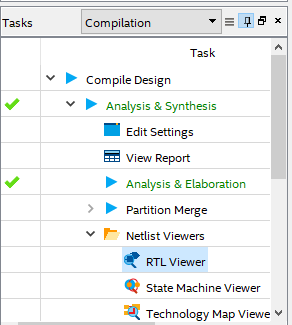 Tasks Compilation
Task
Compile Design
Analysis & Synthesis
Edit Settings
View Report
Analysis & Elaboration
Partition Merge
Netlist Viewers
RTL Viewer
State Machine Viewer
Technology Map Viewe